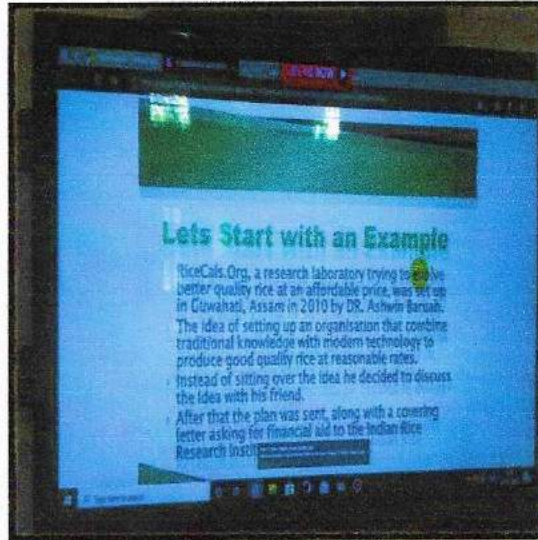 Lets Start with an Example
RiceCals.Org, a research laboratory trying to evolve
better quality rice at an affordable price, was set up
in Guwahati, Assam in 2010 by DR. Ashwin Baruah.
The idea of setting up an organisation that combine
traditional knowledge with modern technology to
produce good quality rice at reasonable rates.
Instead of sitting over the idea he decided to discuss
the idea with his friend.
After that the plan was sent, along with a covering
letter asking for financial aid to the Indian Rice
Research